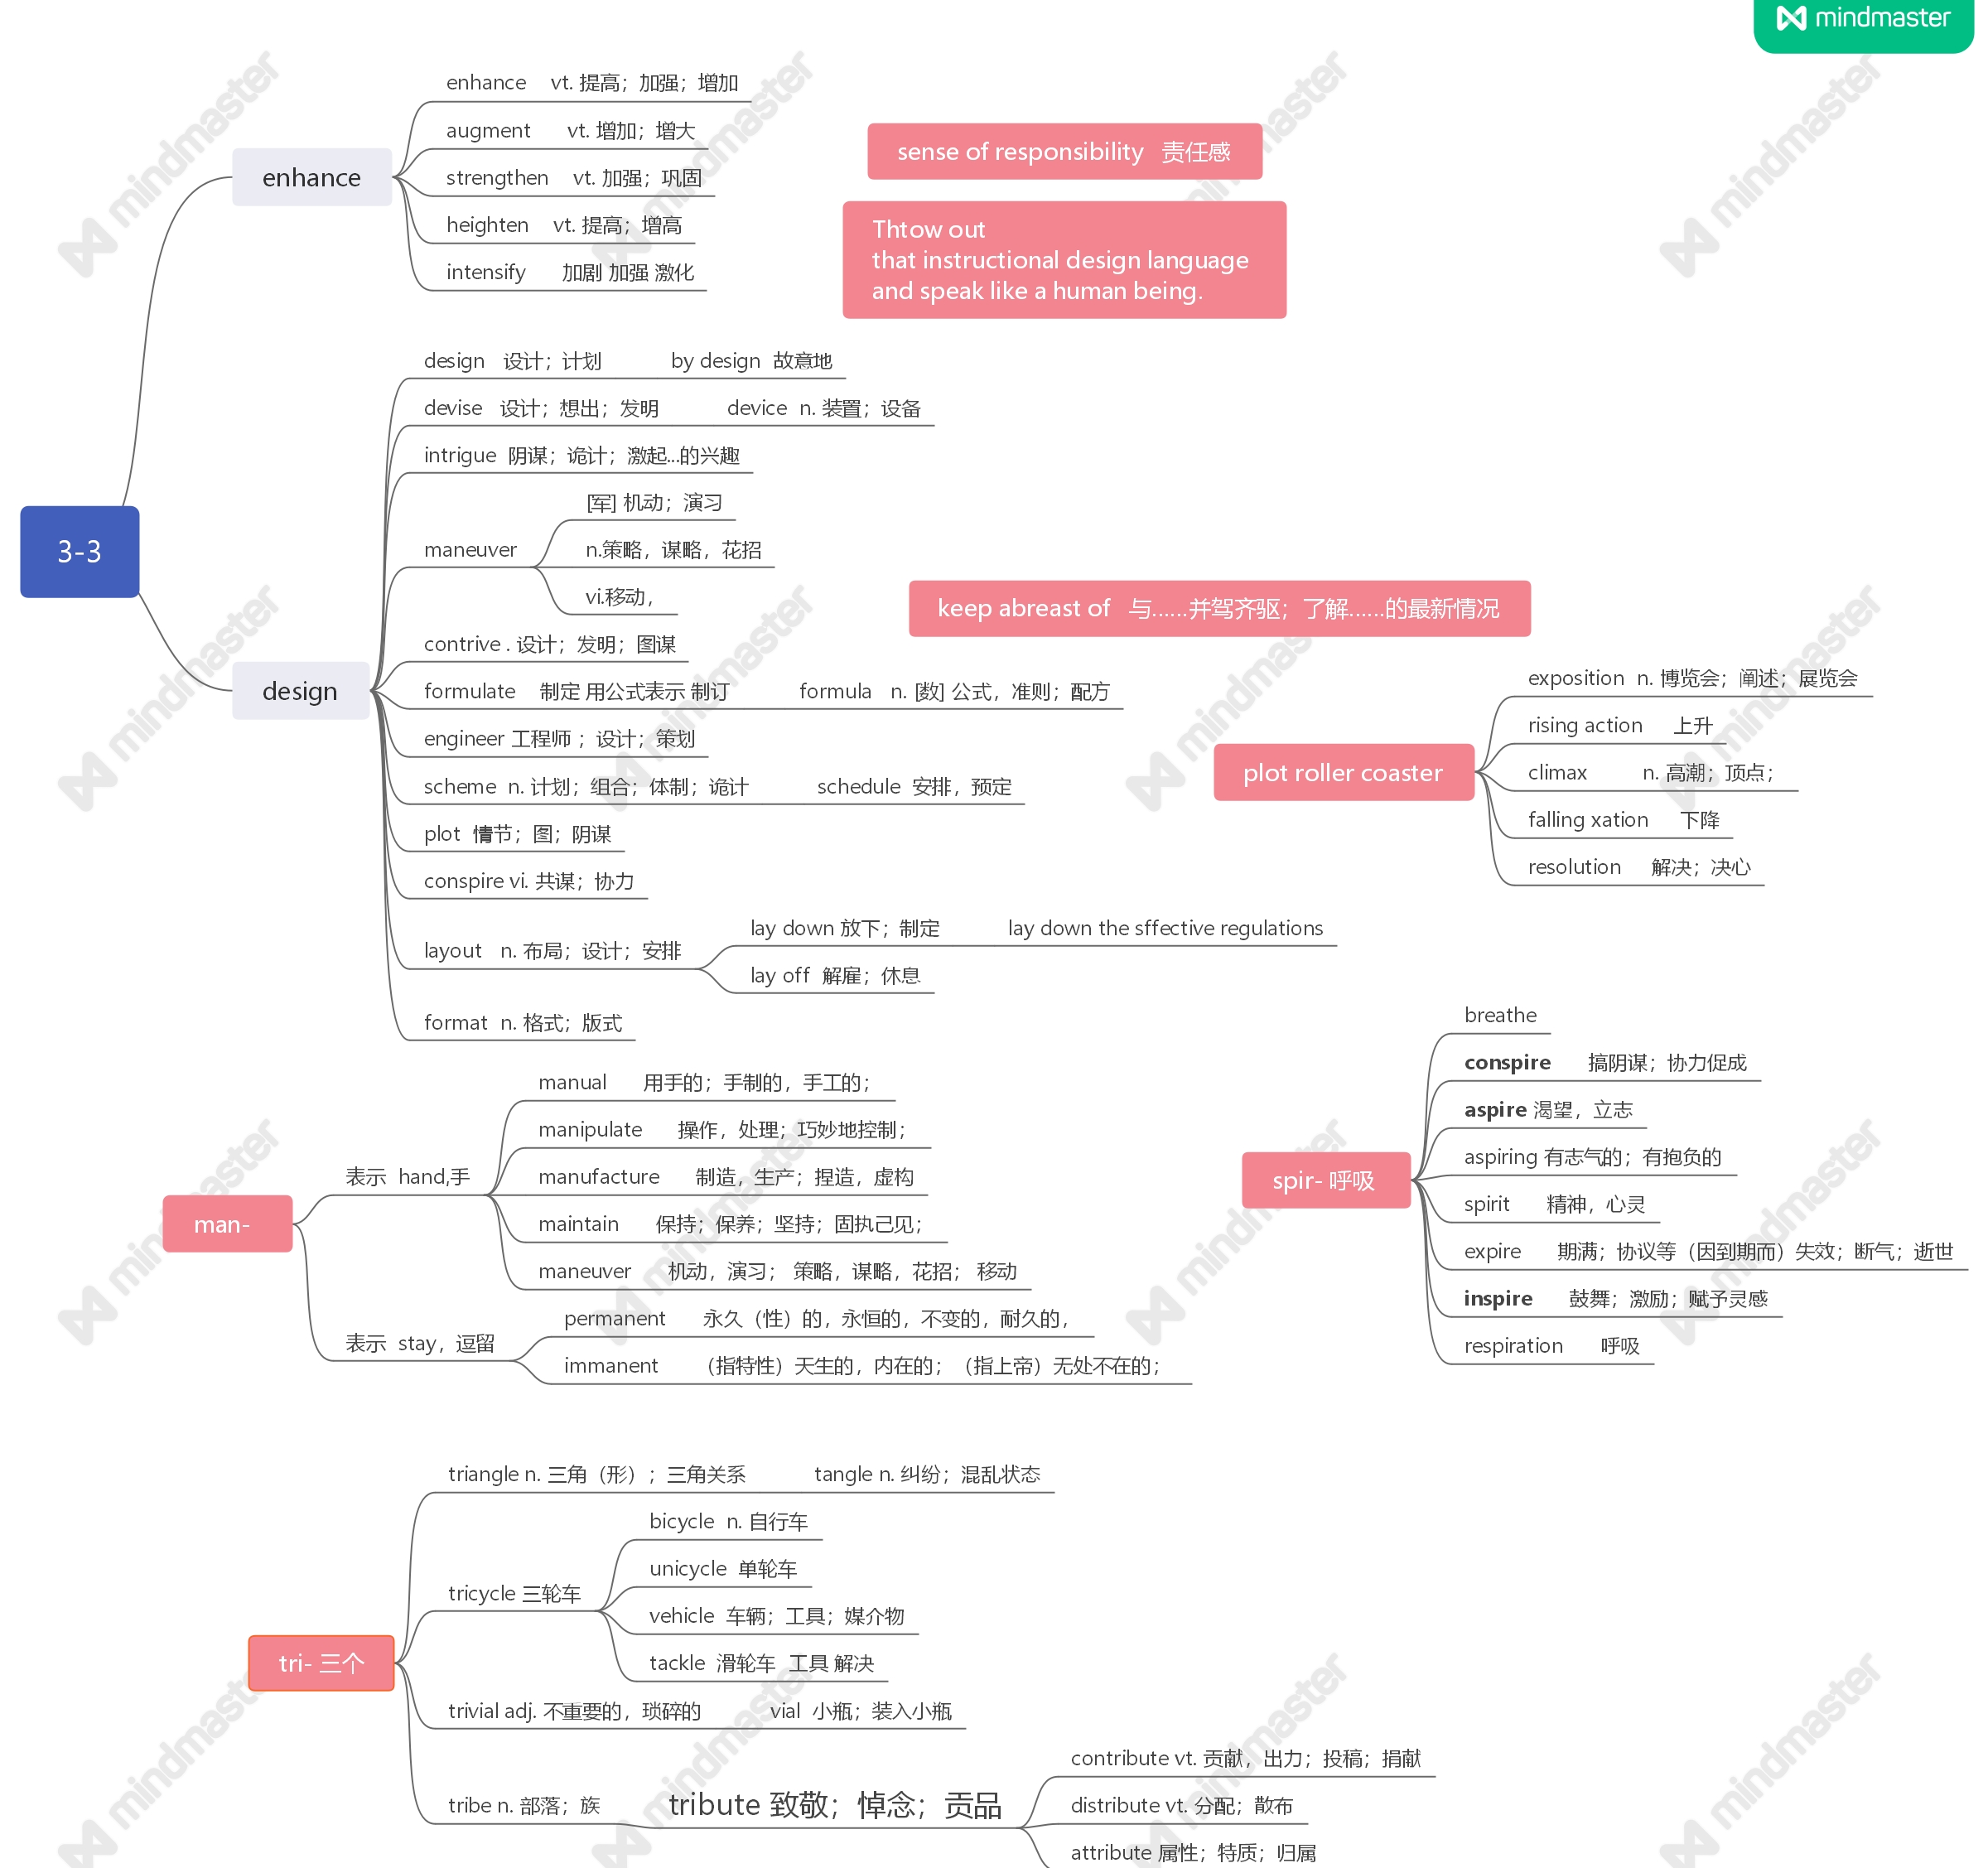 mindmaster
3-3
enhance
enhance vt. 提高；加强；增加
augment vt. 增加；增大
strengthen vt. 加强；巩固
heighten vt. 提高；增高
intensify 加剧 加强 激化
sense of responsibility 责任感
Thtow out
that instructional design language
and speak like a human being.
design
design 设计；计划 by design 故意地
devise 设计；想出；发明 device n. 装置；设备
intrigue 阴谋；诡计；激起...的兴趣
maneuver
[军] 机动；演习
n.策略，谋略，花招
vi.移动，
contrive . 设计；发明；图谋
formulate 制定 用公式表示 制订 formula n. [数] 公式，准则；配方
engineer 工程师 ；设计；策划
scheme n. 计划；组合；体制；诡计 schedule 安排，预定
plot 情节；图；阴谋
conspire vi. 共谋；协力
layout n. 布局；设计；安排
lay down 放下；制定 lay down the sffective regulations
lay off 解雇；休息
format n. 格式；版式
keep abreast of 与......并驾齐驱；了解......的最新情况
plot roller coaster
exposition n. 博览会；阐述；展览会
rising action 上升
climax n. 高潮；顶点；
falling xation 下降
resolution 解决；决心
man-
表示 hand,手
manual 用手的；手制的，手工的；
manipulate 操作，处理；巧妙地控制；
manufacture 制造，生产；捏造，虚构
maintain 保持；保养；坚持；固执己见；
maneuver 机动，演习； 策略，谋略，花招； 移动
表示 stay，逗留
permanent 永久（性）的，永恒的，不变的，耐久的，
immanent （指特性）天生的，内在的；（指上帝）无处不在的；
spir- 呼吸
breathe
conspire 搞阴谋；协力促成
aspire 渴望，立志
aspiring 有志气的；有抱负的
spirit 精神，心灵
expire 期满；协议等（因到期而）失效；断气；逝世
inspire 鼓舞；激励；赋予灵感
respiration 呼吸
tri- 三个
triangle n. 三角（形）；三角关系 tangle n. 纠纷；混乱状态
tricycle 三轮车
bicycle n. 自行车
unicycle 单轮车
vehicle 车辆；工具；媒介物
tackle 滑轮车 工具 解决
trivial adj. 不重要的，琐碎的 vial 小瓶；装入小瓶
tribe n. 部落；族 tribute 致敬；悼念；贡品
contribute vt. 贡献，出力；投稿；捐献
distribute vt. 分配；散布
attribute 属性；特质；归属